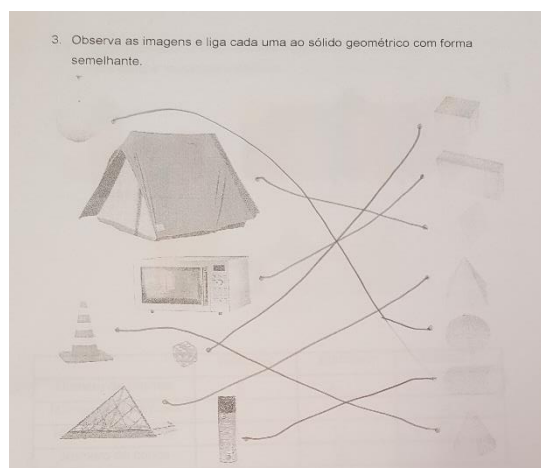 3. Observa as imagens e liga cada uma ao sólido geométrico com forma
semelhante.